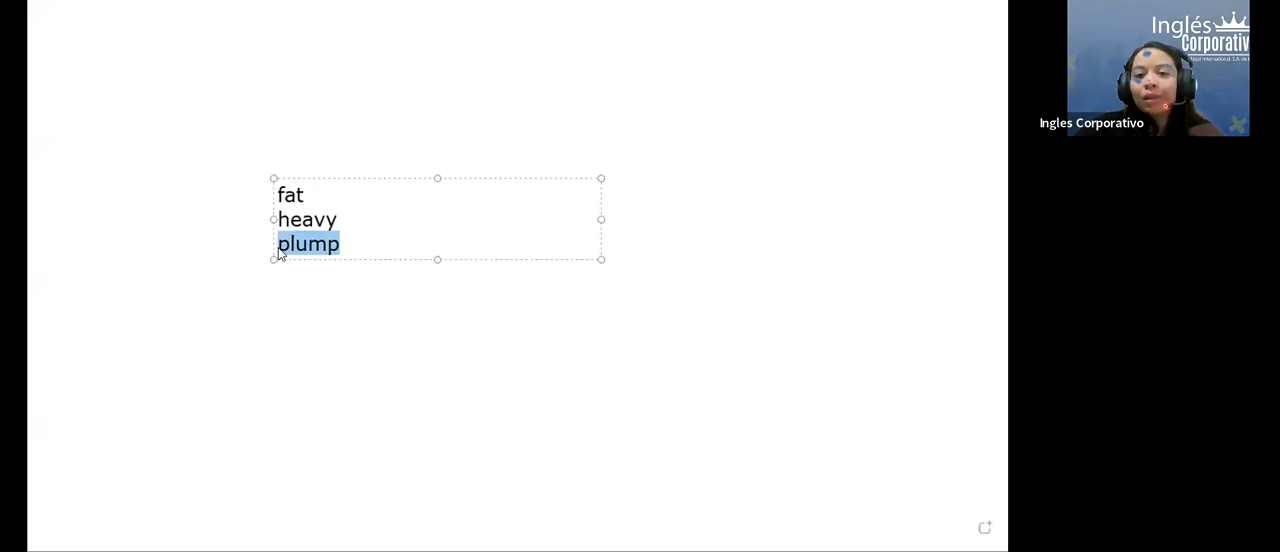 fat
heavy
plump
Inglés
Corporativ
Ingles Corporativo